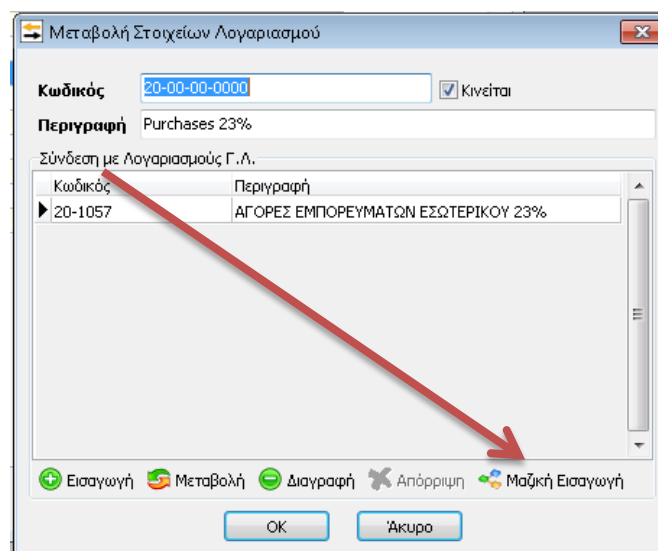 Μεταβολή Στοιχείων Λογαριασμού
Κωδικός 20-00-00-0000 Κινείται
Περιγραφή Purchases 23%
Σύνδεση με Λογαριασμούς Γ.Λ.
Κωδικός Περιγραφή
20-1057 ΑΓΟΡΕΣ ΕΜΠΟΡΕΥΜΑΤΩΝ ΕΣΩΤΕΡΙΚΟΥ 23%
Εισαγωγή Μεταβολή Διαγραφή Απόρριψη Μαζική Εισαγωγή
OK Άκυρο